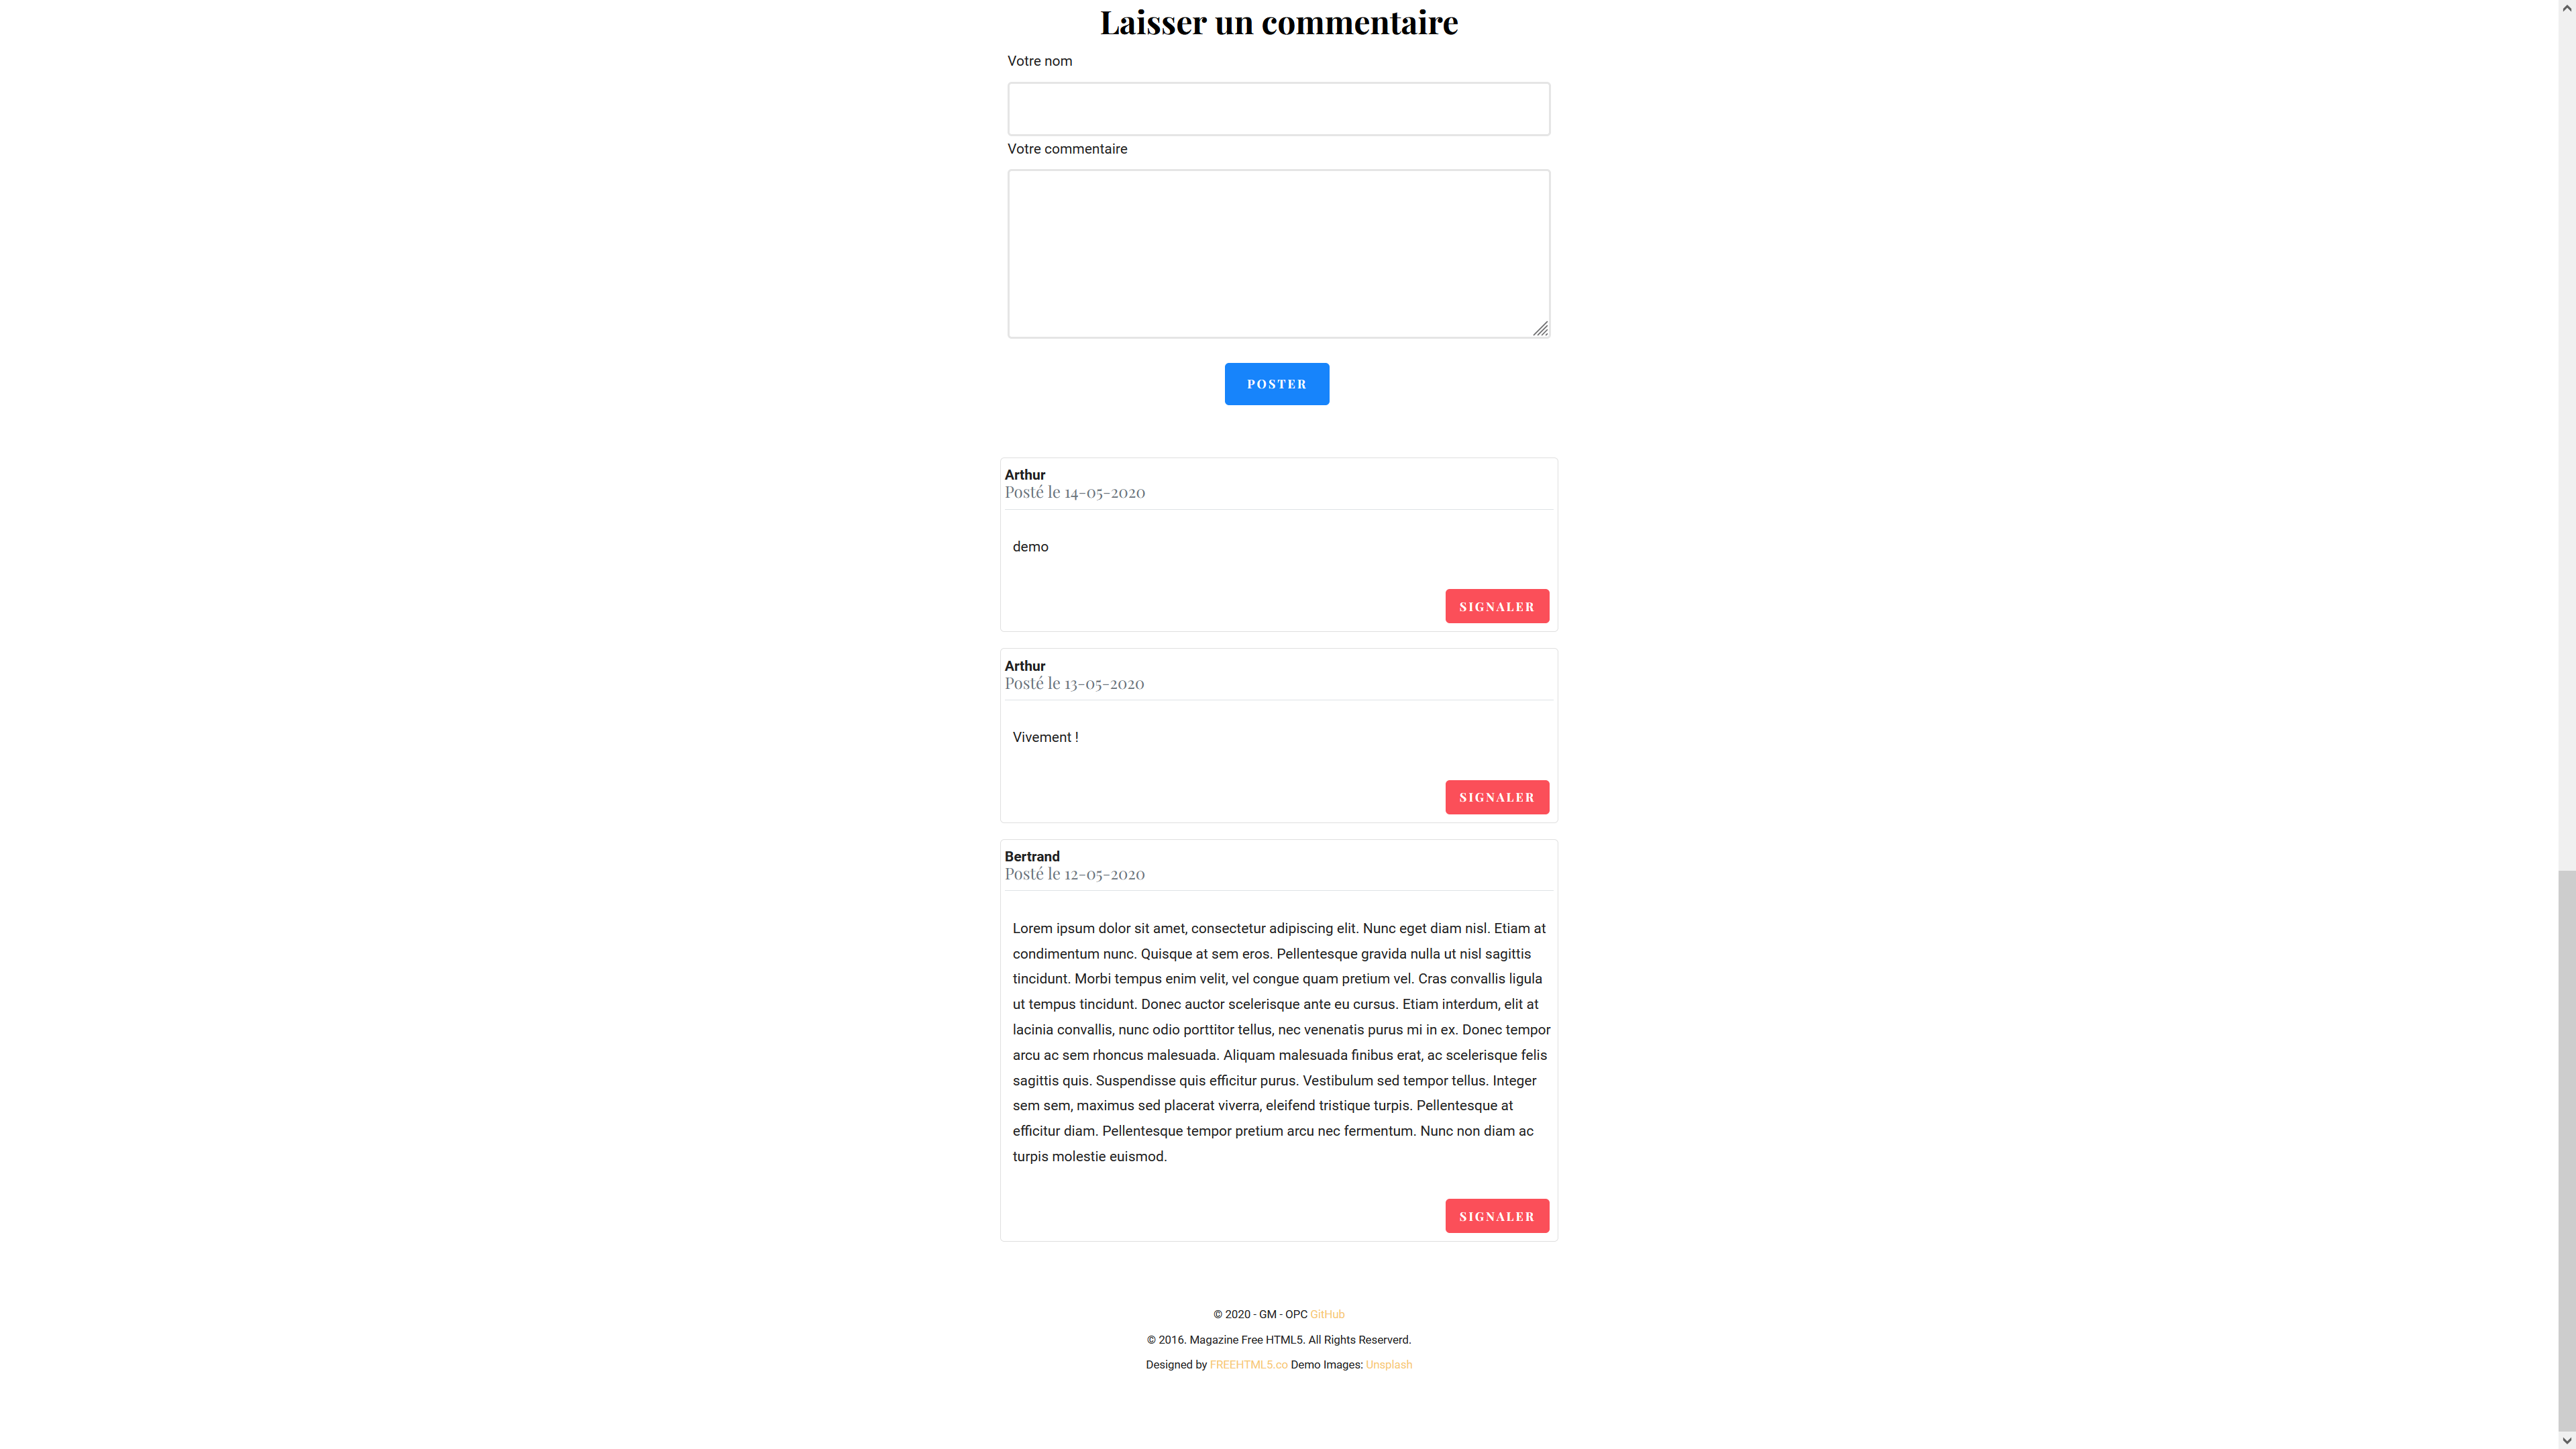 Laisser un commentaire
Votre nom
Votre commentaire
POSTER
Arthur
Posté le 14-05-2020
demo
SIGNALER
Arthur
Posté le 13-05-2020
Vivement !
SIGNALER
Bertrand
Posté le 12-05-2020
Lorem ipsum dolor sit amet, consectetur adipiscing elit. Nunc eget diam nisl. Etiam at
condimentum nunc. Quisque at sem eros. Pellentesque gravida nulla ut nisl sagittis
tincidunt. Morbi tempus enim velit, vel congue quam pretium vel. Cras convallis ligula
ut tempus tincidunt. Donec auctor scelerisque ante eu cursus. Etiam interdum, elit at
lacinia convallis, nunc odio porttitor tellus, nec venenatis purus mi in ex. Donec tempor
arcu ac sem rhoncus malesuada. Aliquam malesuada finibus erat, ac scelerisque felis
sagittis quis. Suspendisse quis efficitur purus. Vestibulum sed tempor tellus. Integer
sem sem, maximus sed placerat viverra, eleifend tristique turpis. Pellentesque at
efficitur diam. Pellentesque tempor pretium arcu nec fermentum. Nunc non diam ac
turpis molestie euismod.
SIGNALER
© 2020 - GM - OPC GitHub
© 2016. Magazine Free HTML5. All Rights Reserverd.
Designed by FREEHTML5.co Demo Images: Unsplash